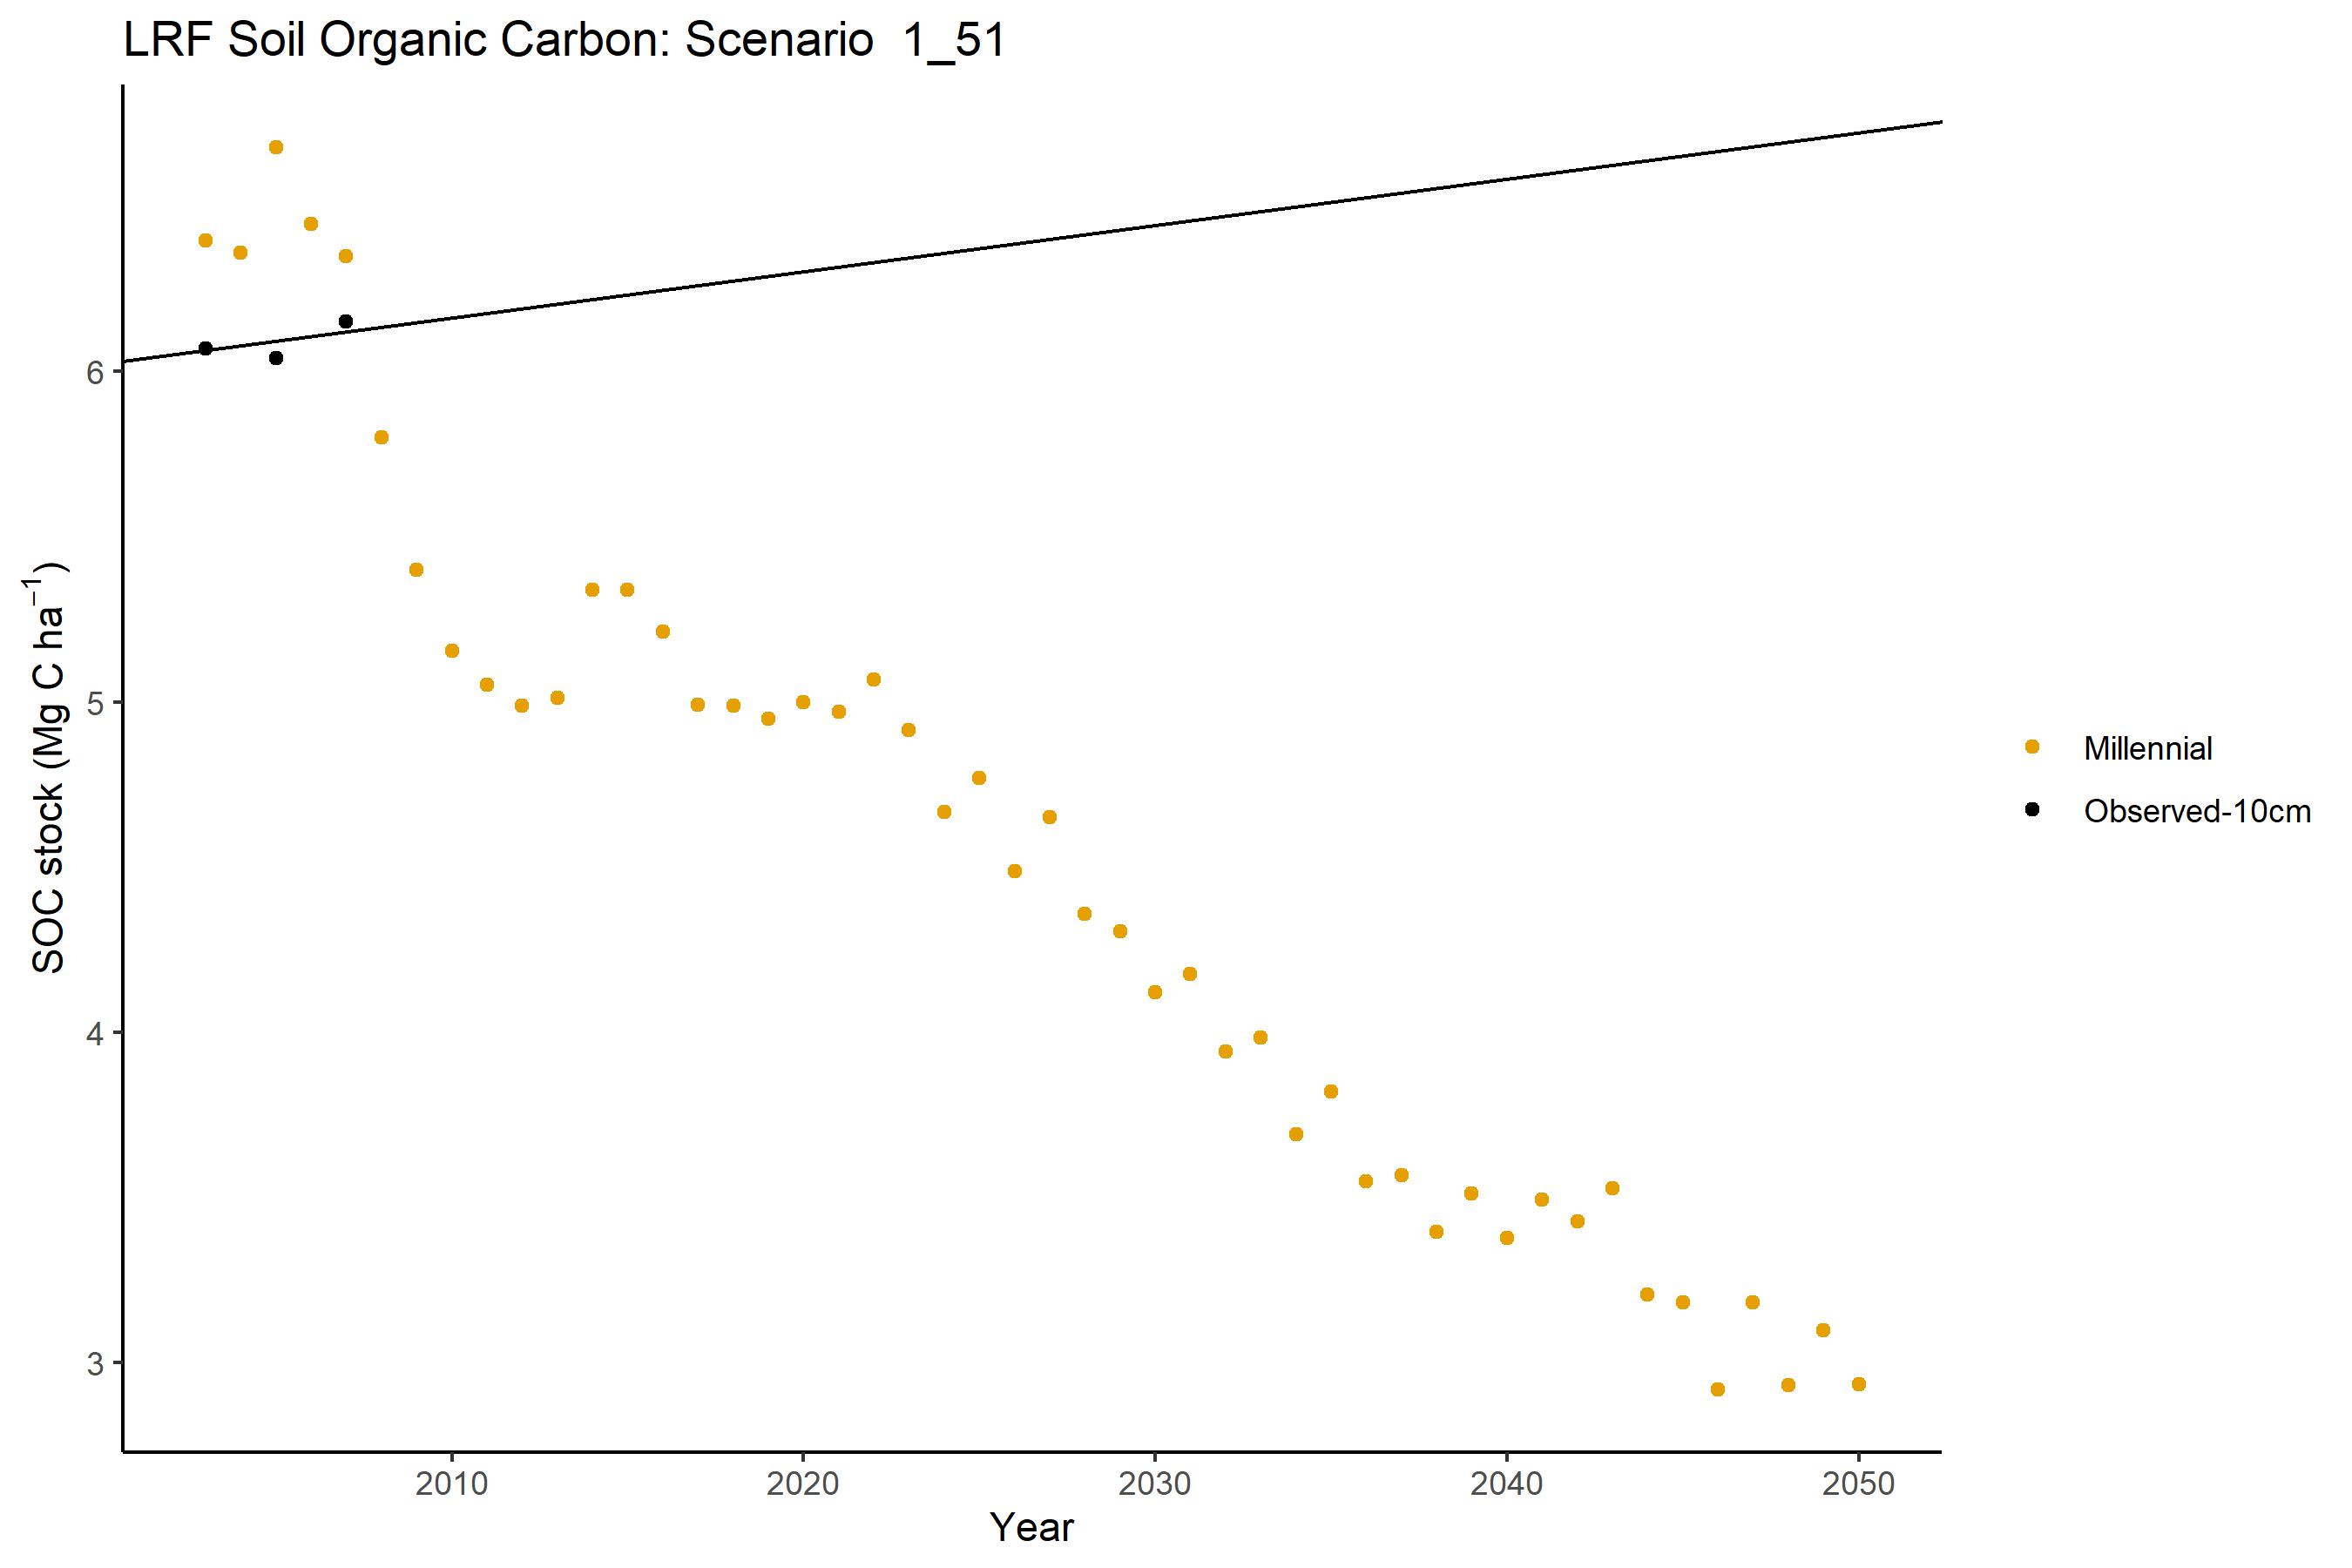 LRF Soil Organic Carbon: Scenario  1_51
SOC stock (Mg C ha−1)
6
5
4
3
2010
2020
2030
2040
2050
Year
Millennial
Observed-10cm